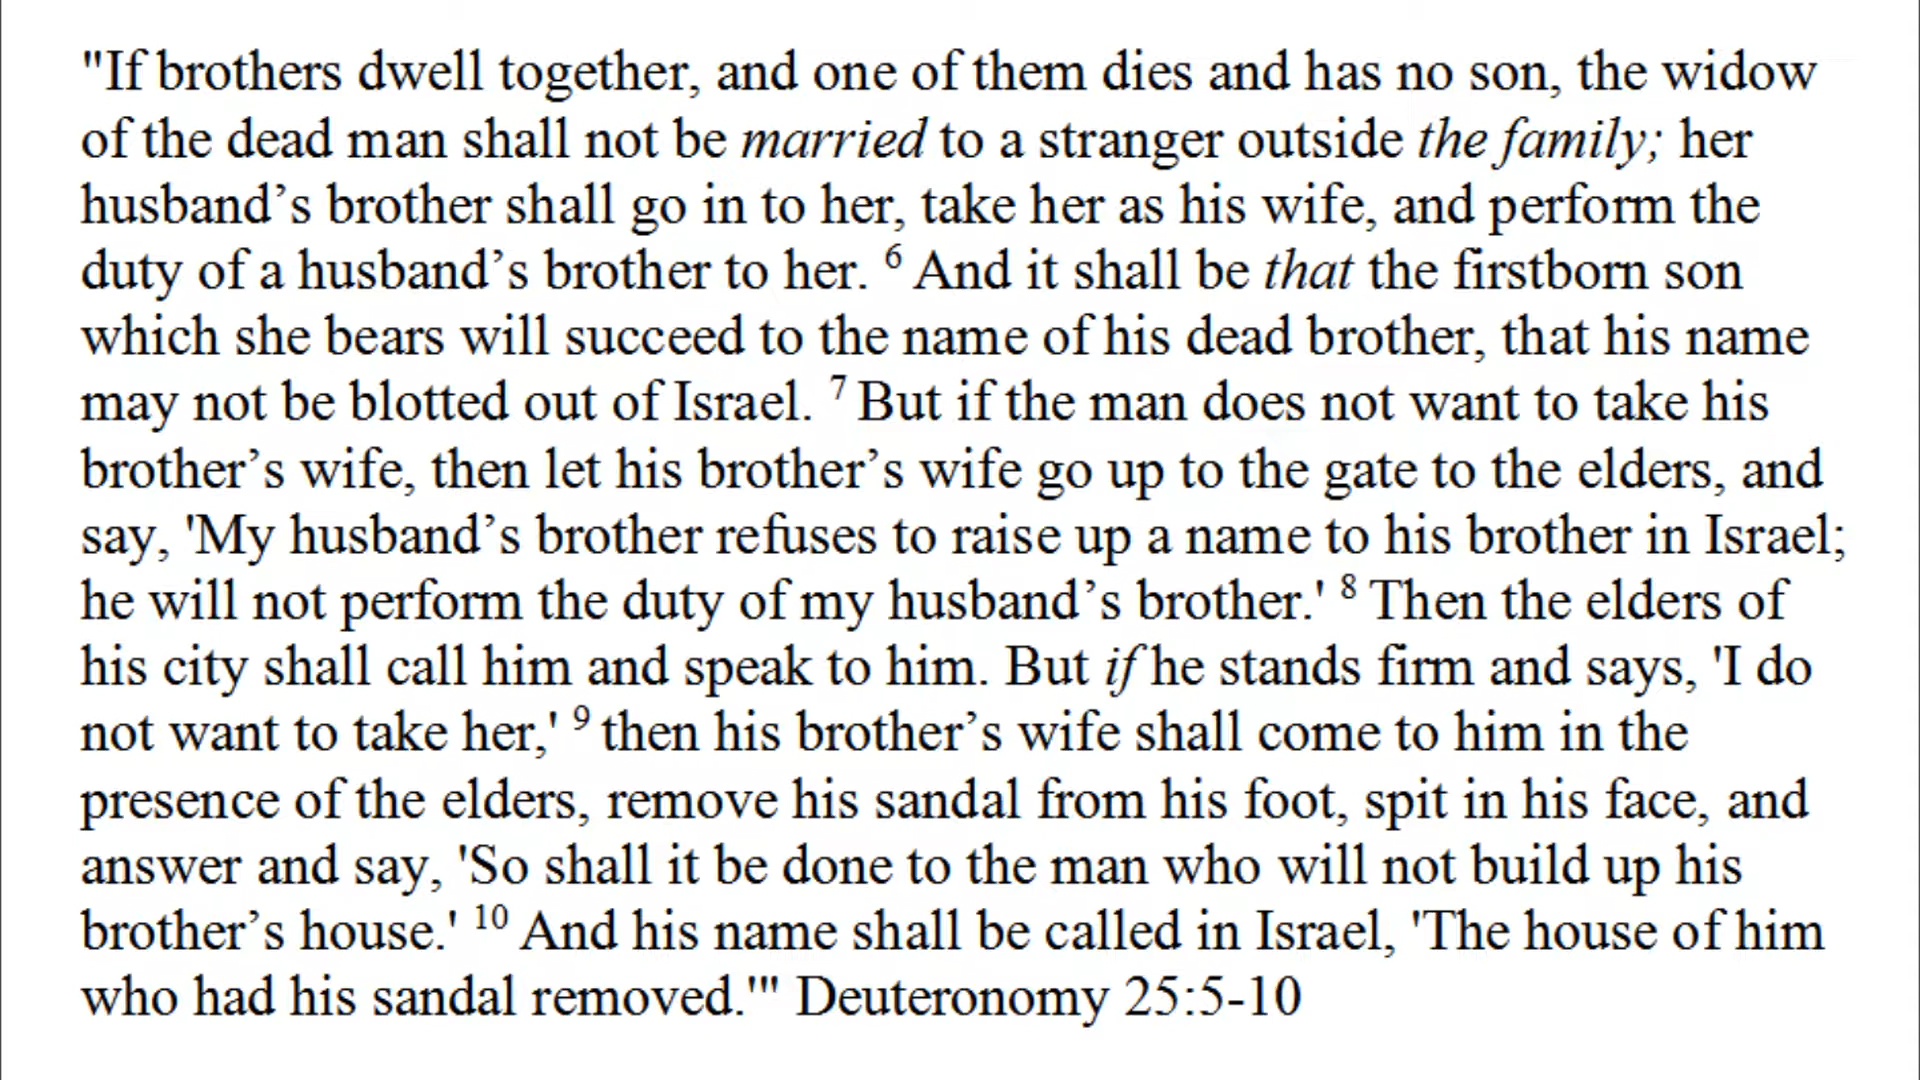 "If brothers dwell together, and one of them dies and has no son, the widow
of the dead man shall not be married to a stranger outside the family; her
husband’s brother shall go in to her, take her as his wife, and perform the
duty of a husband’s brother to her. 6 And it shall be that the firstborn son
which she bears will succeed to the name of his dead brother, that his name
may not be blotted out of Israel. 7 But if the man does not want to take his
brother’s wife, then let his brother’s wife go up to the gate to the elders, and
say, 'My husband’s brother refuses to raise up a name to his brother in Israel;
he will not perform the duty of my husband’s brother.' 8 Then the elders of
his city shall call him and speak to him. But if he stands firm and says, 'I do
not want to take her,' 9 then his brother’s wife shall come to him in the
presence of the elders, remove his sandal from his foot, spit in his face, and
answer and say, 'So shall it be done to the man who will not build up his
brother’s house.' 10 And his name shall be called in Israel, 'The house of him
who had his sandal removed.'" Deuteronomy 25:5-10